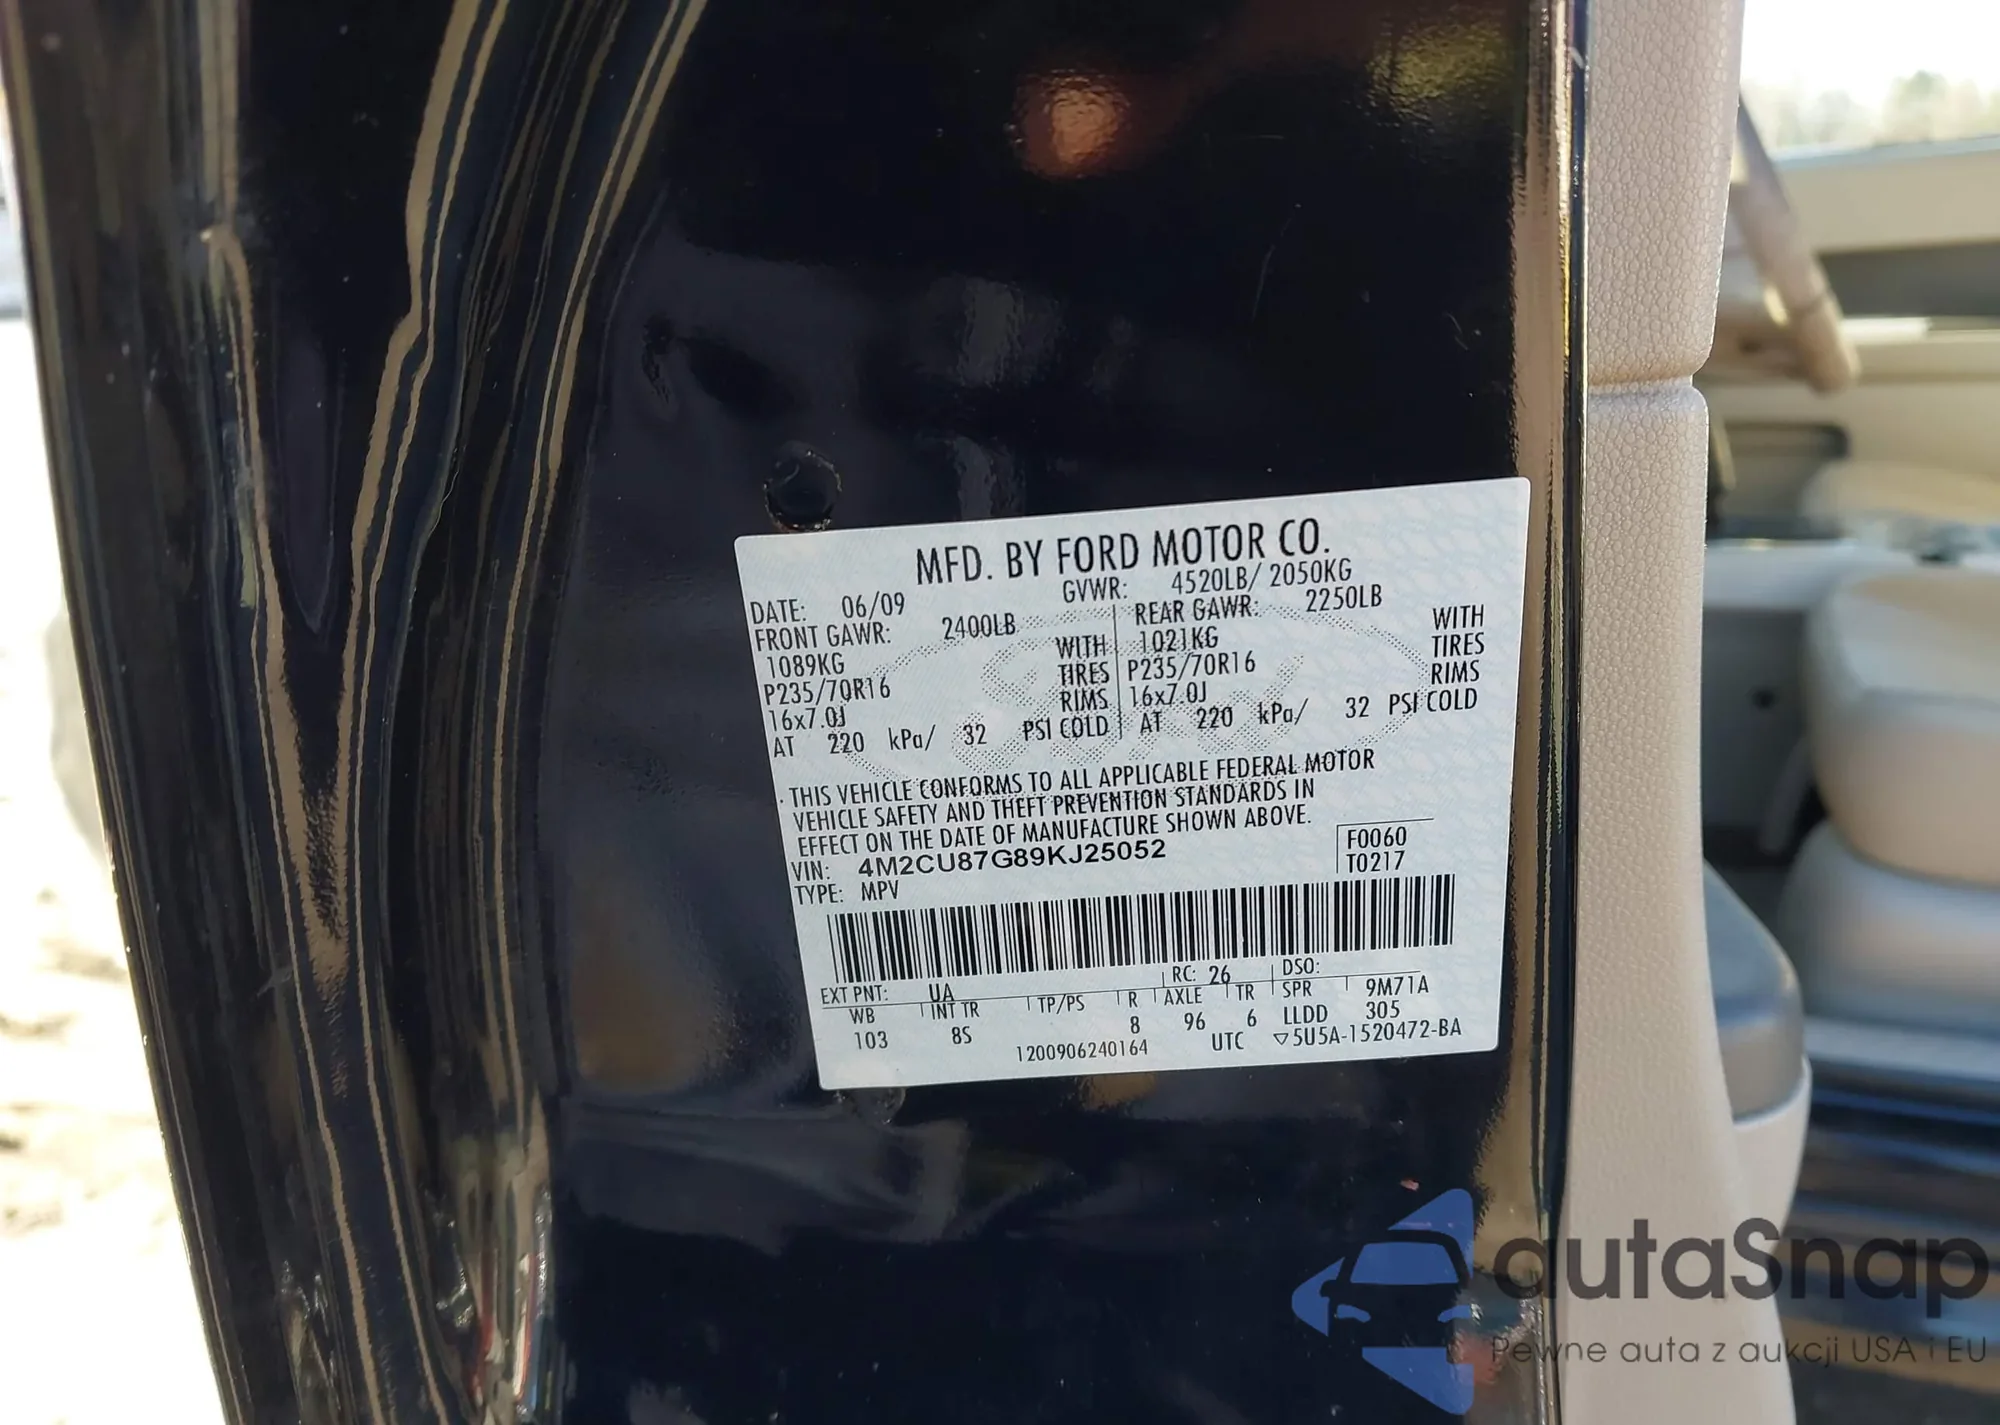 MFD. BY FORD MOTOR CO.
DATE: 06/09 GVWR: 4520LB/ 2050KG
FRONT GAWR: 2400LB REAR GAWR: 2250LB
1089KG WITH 1021KG WITH
P235/70R16 TIRES P235/70R16 TIRES
16x7.0J RIMS 16x7.0J RIMS
AT 220 kPa/ 32 PSI COLD AT 220 kPa/ 32 PSI COLD
THIS VEHICLE CONFORMS TO ALL APPLICABLE FEDERAL MOTOR
VEHICLE SAFETY AND THEFT PREVENTION STANDARDS IN
EFFECT ON THE DATE OF MANUFACTURE SHOWN ABOVE.
VIN: 4M2CU87G89KJ25052 F0060
TYPE: MPV T0217
EXT PNT: UA RC: 26 DSO:
WB INT TR TP/PS R AXLE TR SPR 9M71A
103 8S 8 96 6 LLDD 305
1200906240164 UTC ▽5U5A-1520472-BA
autaSnap
Pewne auta z aukcji USA i EU